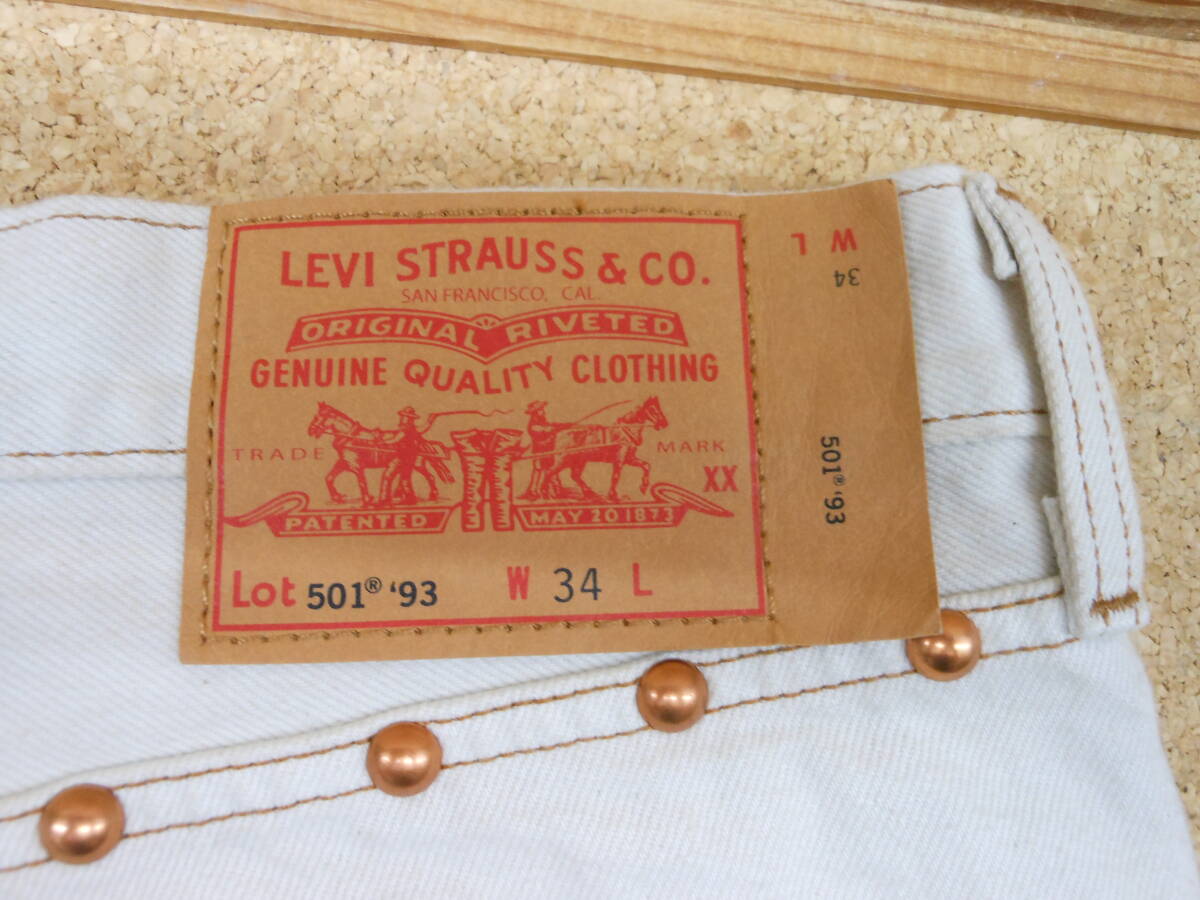 LEVI STRAUSS & CO.
SAN FRANCISCO, CAL.
ORIGINAL RIVETED
GENUINE QUALITY CLOTHING
TRADE MARK
XX
PATENTED MAY 20 1873
Lot 501® '93 W 34 L
W L
34
501® '93